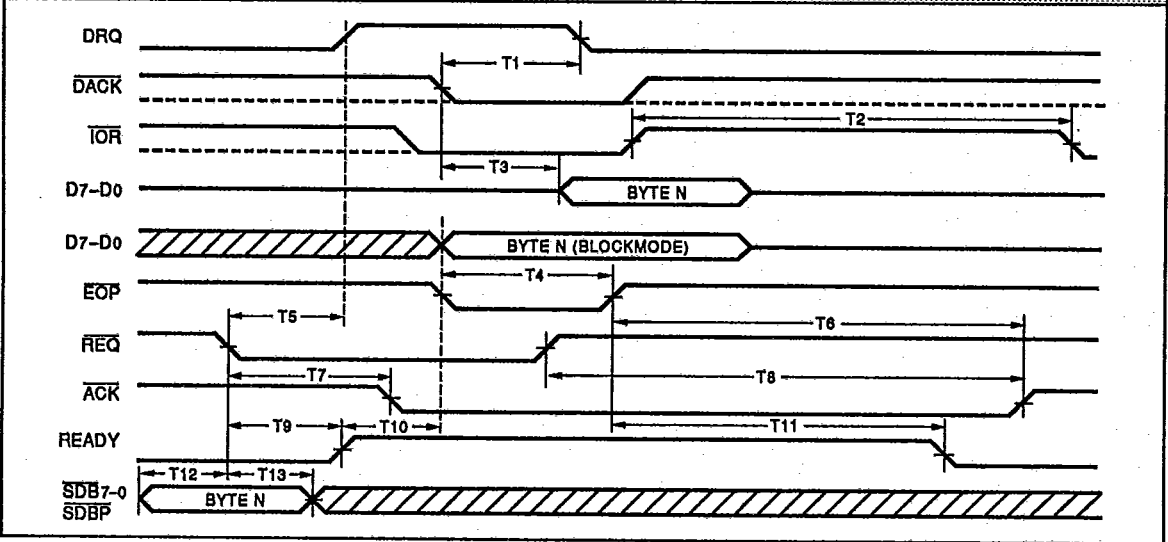 DRQ
T1
DACK
T2
IOR
T3
D7-D0
BYTE N
D7-D0
BYTE N (BLOCKMODE)
T4
EOP
T5
T6
REQ
T7
T8
ACK
T9
T10
T11
READY
T12
T13
SDB7-0
SDBP
BYTE N